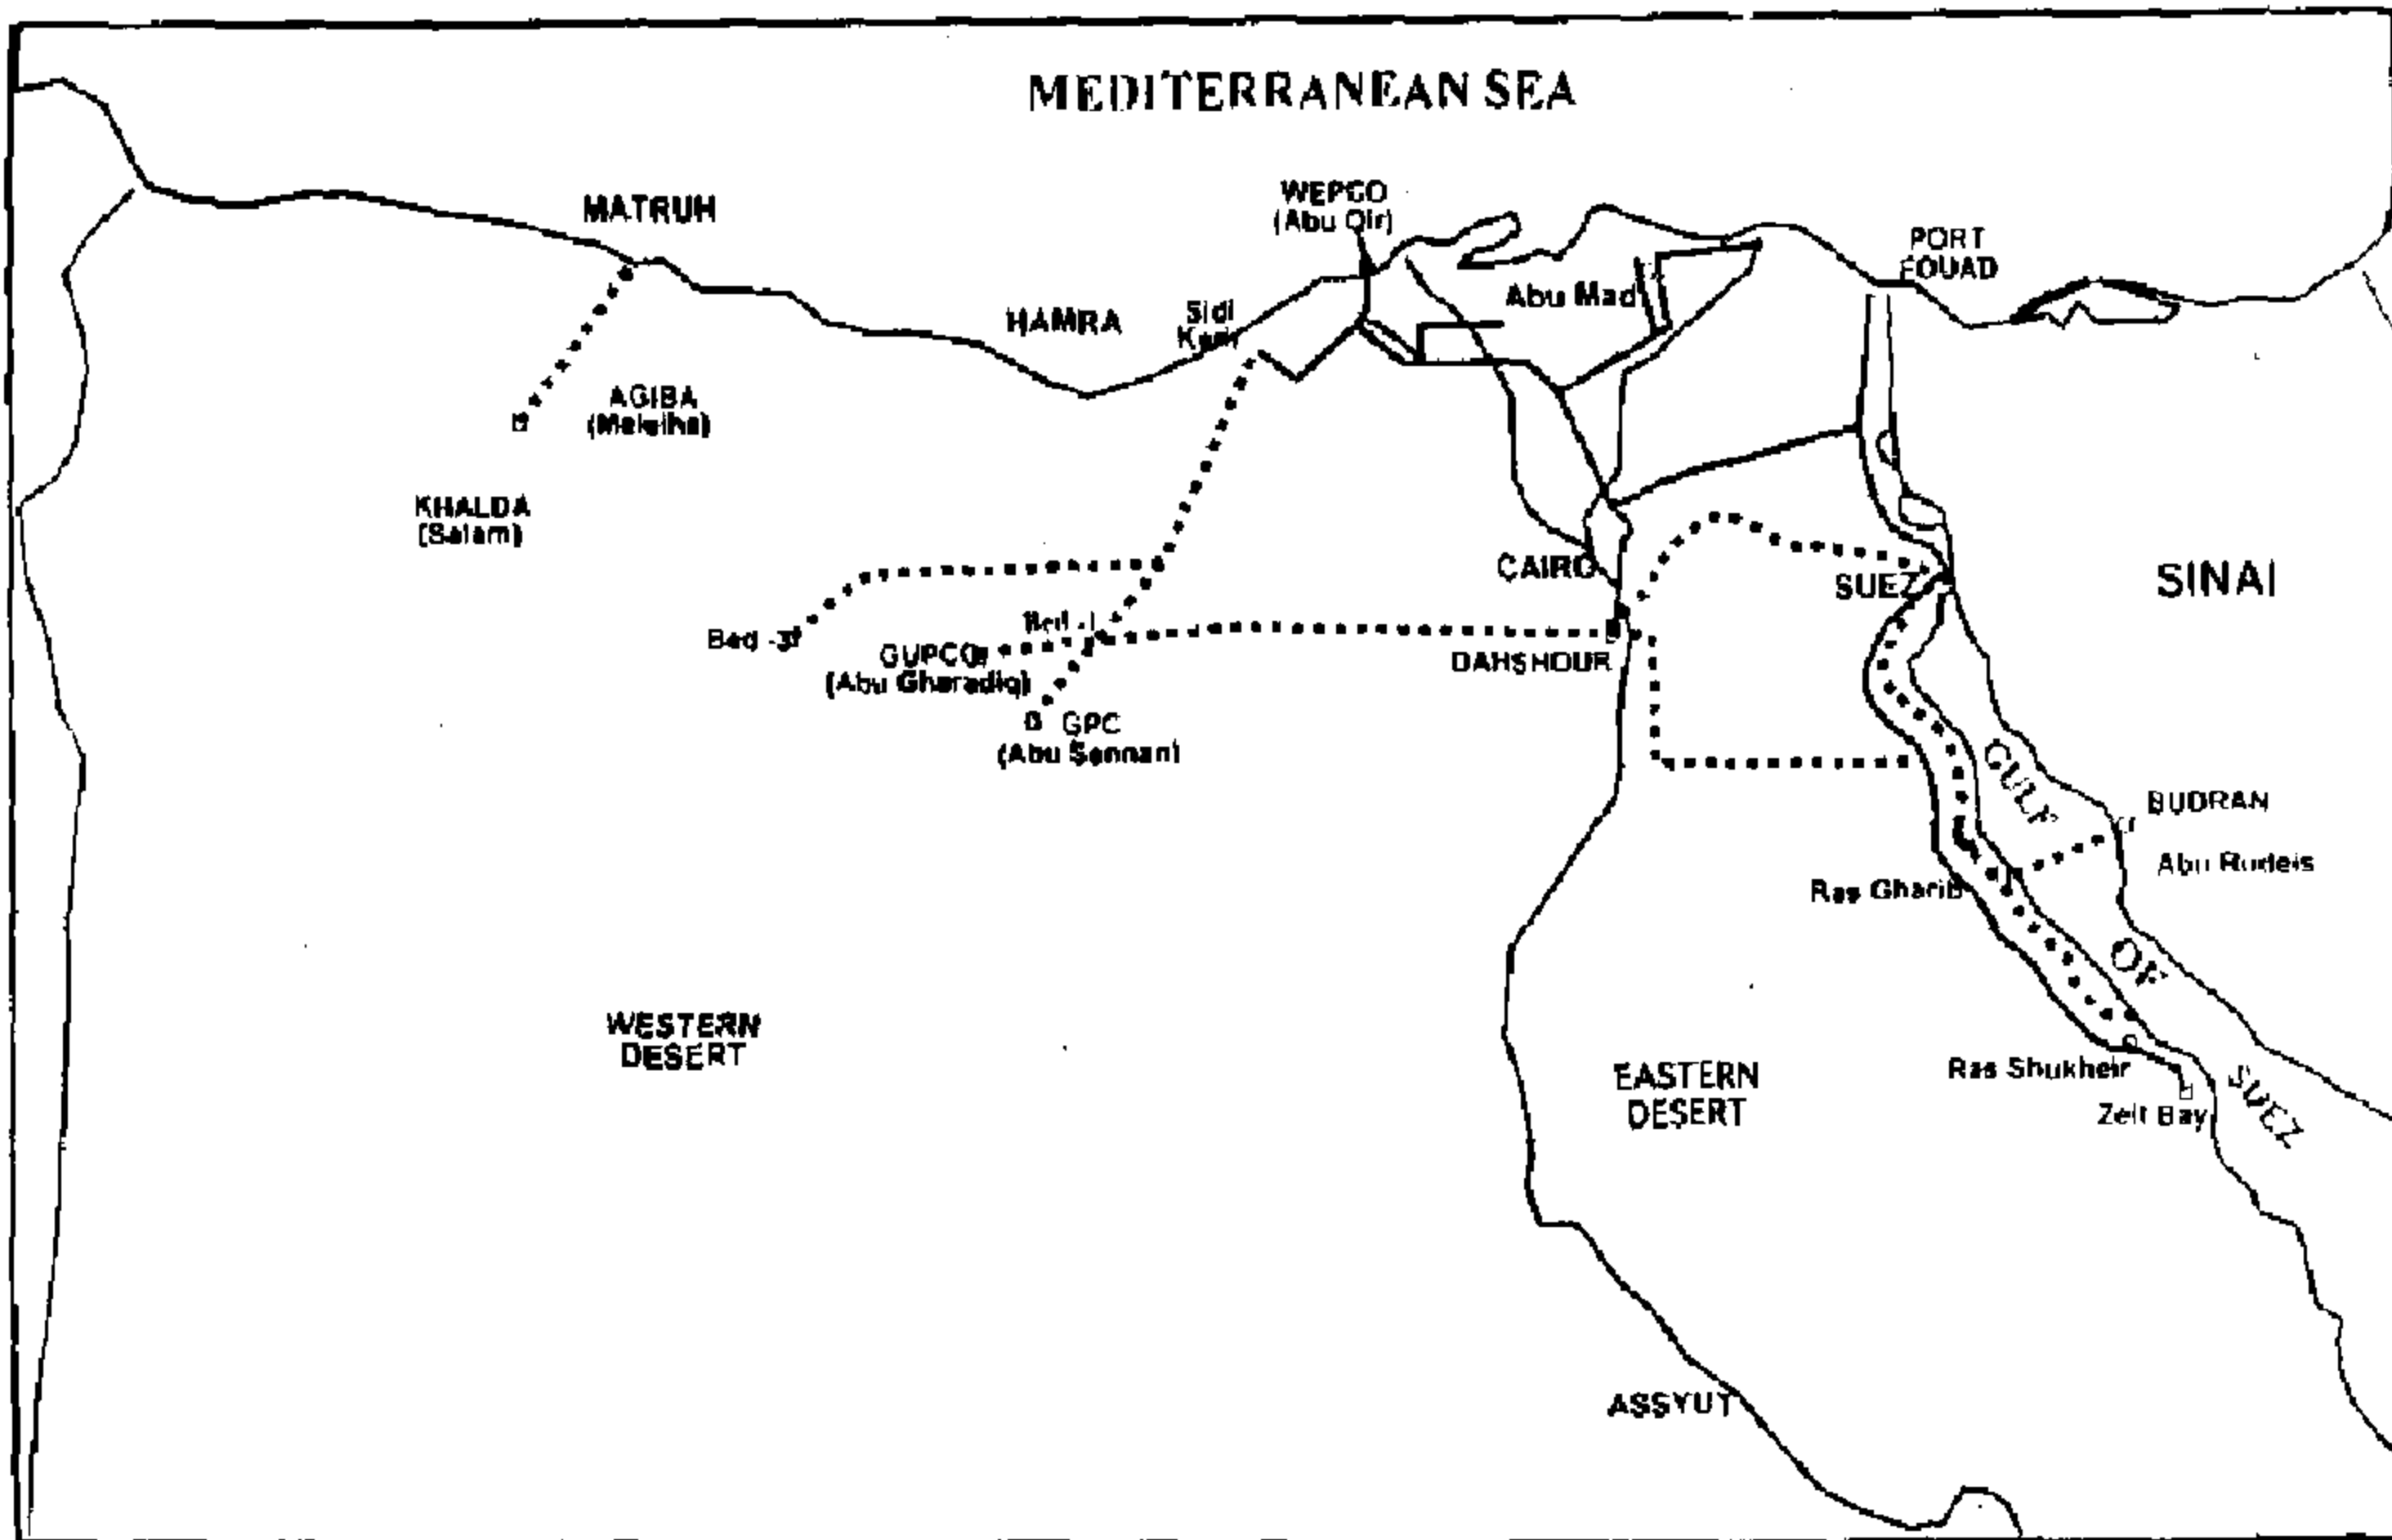 MEDITERRANEAN SEA
MATRUH
WEPCO
(Abu Qir)
PORT
FOUAD
HAMRA
Sidi
Abu Mad
AGIBA
KHALDA
(Salam)
CAIRO
SUEZ
SINAI
Bed -3
Bed -1
GUPCO
(Abu Gharadiq)
DAHSHOUR
GPC
(Abu Sennan)
GULF
OF
SUEZ
BUDRAN
Abu Rudeis
Ras Gharib
WESTERN
DESERT
EASTERN
DESERT
Ras Shukheir
Zeit Bay
ASSYUT